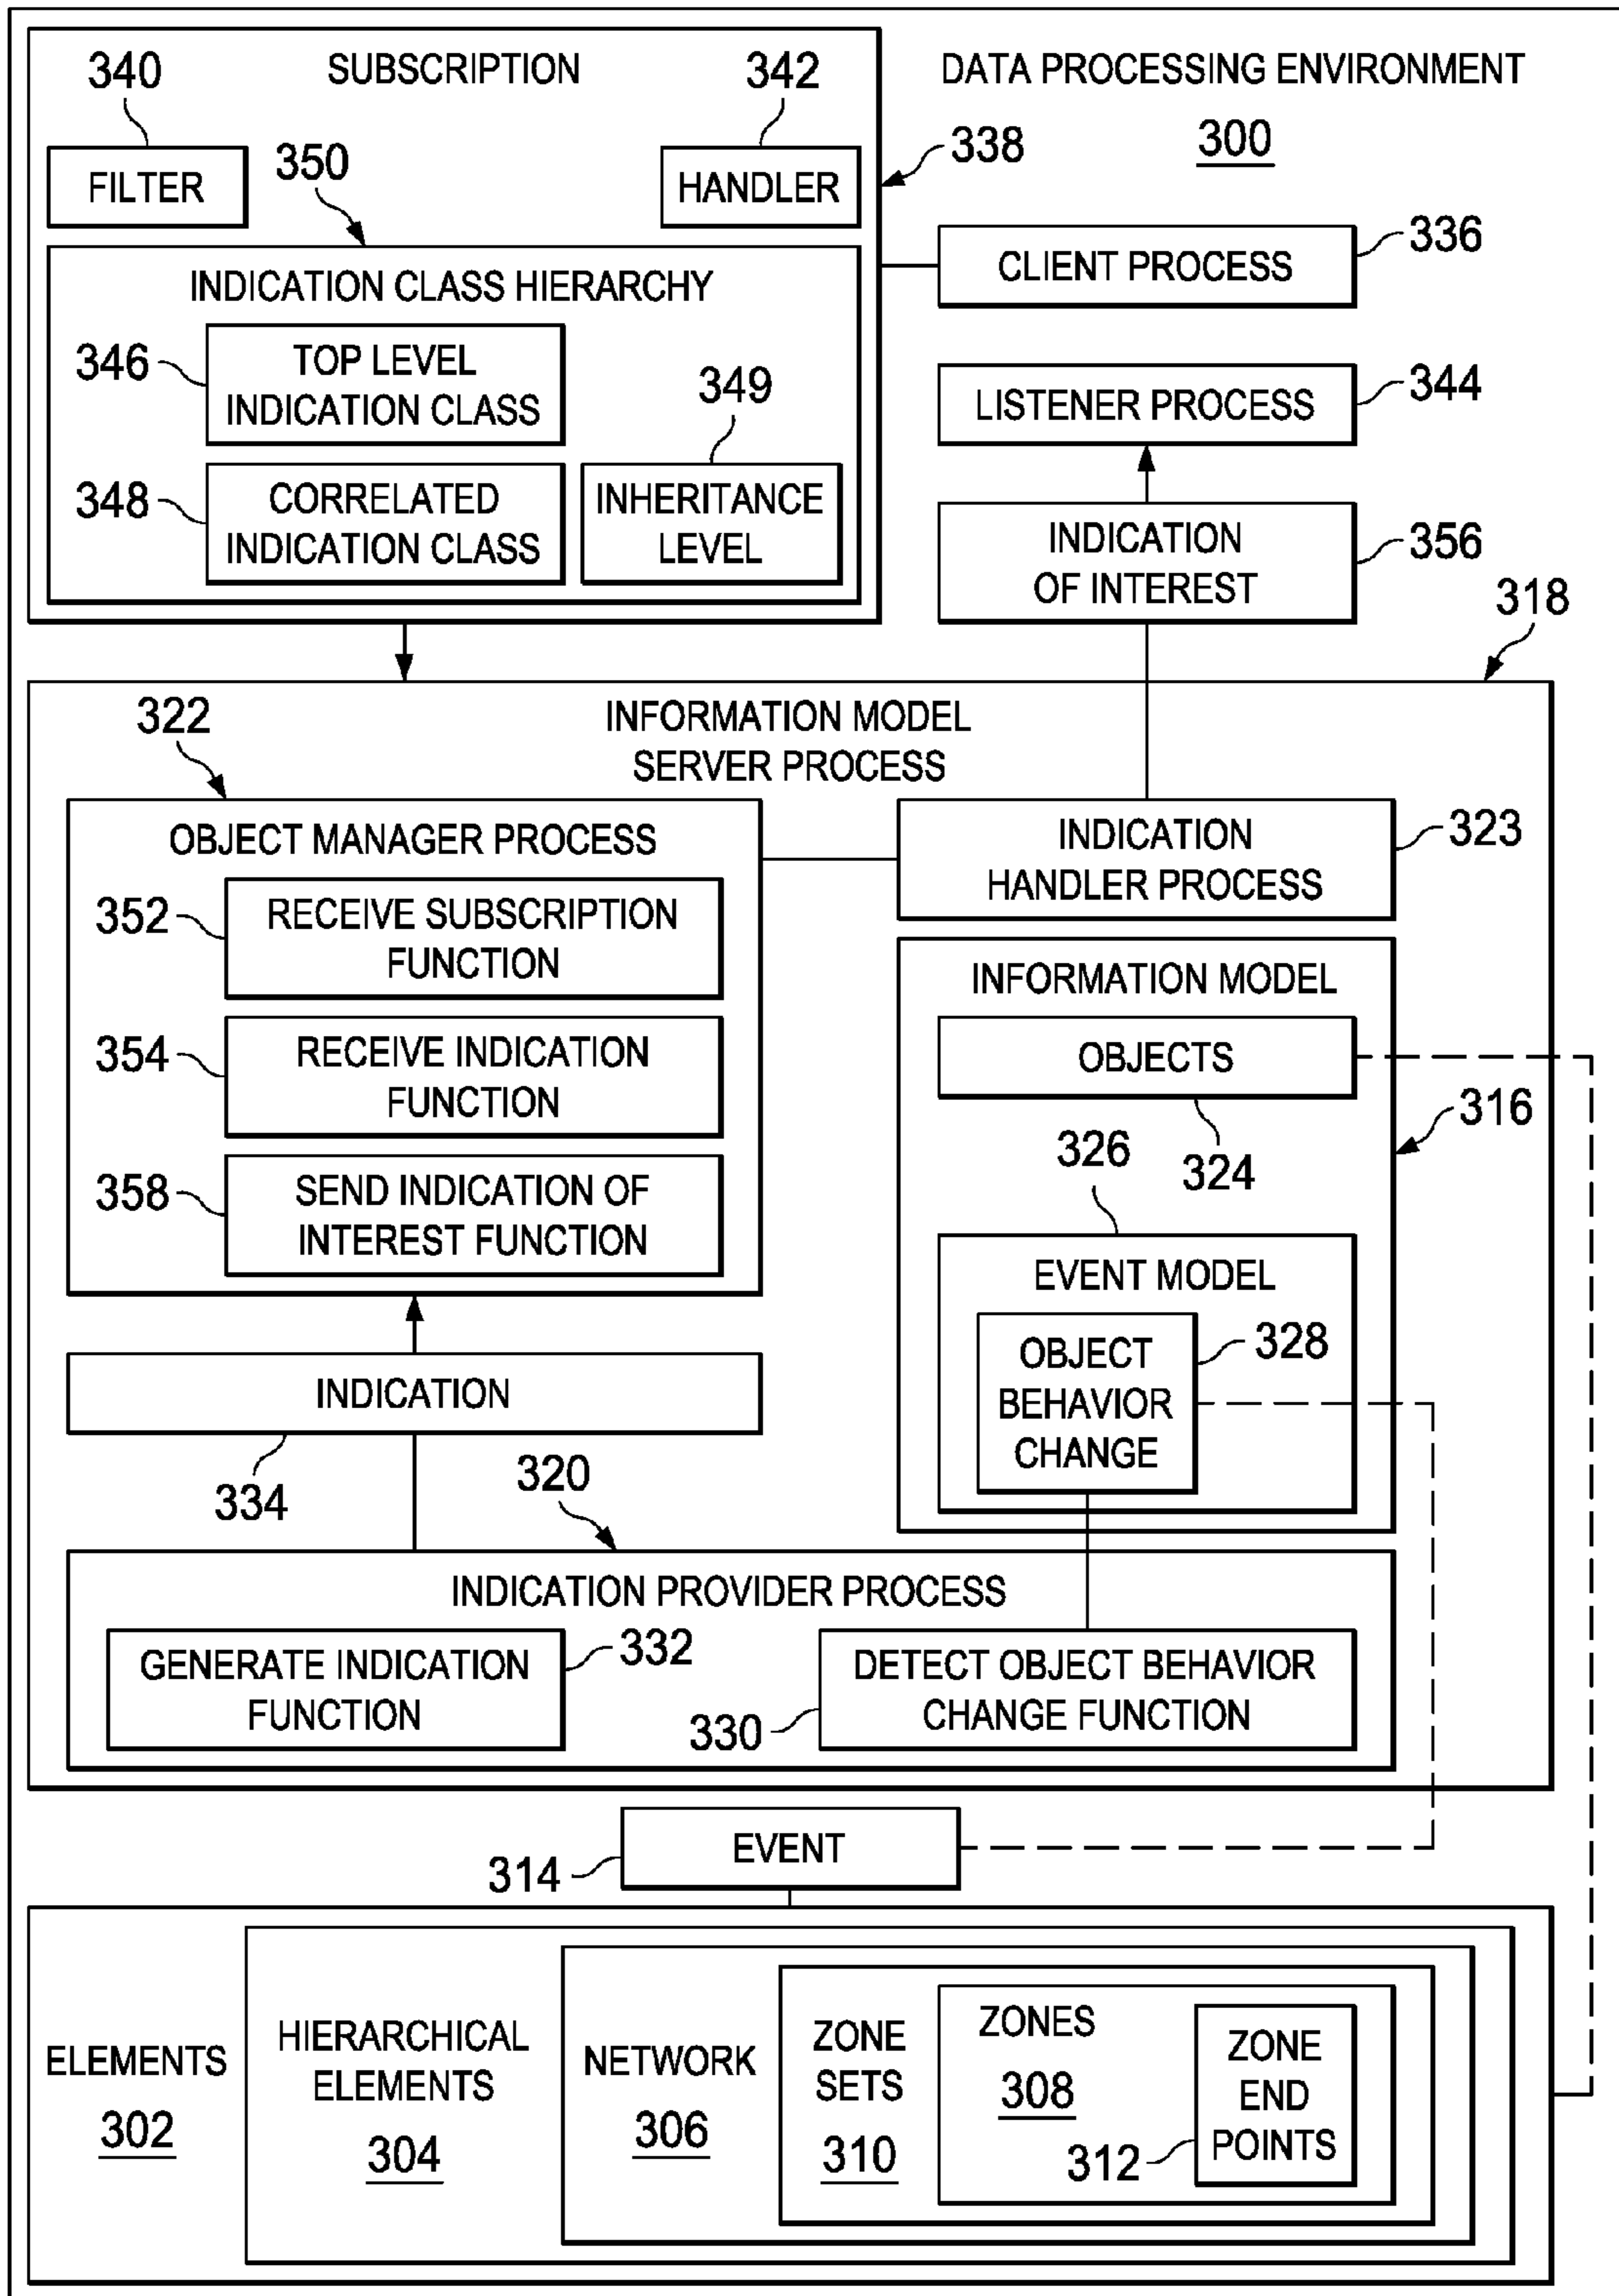 DATA PROCESSING ENVIRONMENT
300
SUBSCRIPTION
340
342
338
FILTER
350
HANDLER
INDICATION CLASS HIERARCHY
346
TOP LEVEL
INDICATION CLASS
349
348
CORRELATED
INDICATION CLASS
INHERITANCE
LEVEL
CLIENT PROCESS
336
LISTENER PROCESS
344
INDICATION
OF INTEREST
356
318
INFORMATION MODEL
SERVER PROCESS
322
OBJECT MANAGER PROCESS
352
RECEIVE SUBSCRIPTION
FUNCTION
354
RECEIVE INDICATION
FUNCTION
358
SEND INDICATION OF
INTEREST FUNCTION
INDICATION
HANDLER PROCESS
323
INFORMATION MODEL
OBJECTS
324
316
326
EVENT MODEL
OBJECT
BEHAVIOR
CHANGE
328
INDICATION
334
320
INDICATION PROVIDER PROCESS
GENERATE INDICATION
FUNCTION
332
330
DETECT OBJECT BEHAVIOR
CHANGE FUNCTION
EVENT
314
ELEMENTS
302
HIERARCHICAL
ELEMENTS
304
NETWORK
306
ZONE
SETS
310
ZONES
308
312
ZONE
END
POINTS